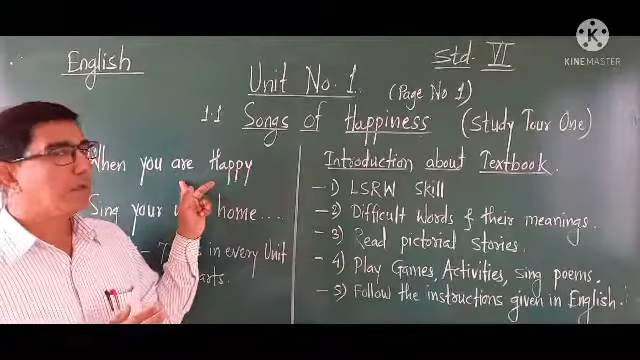 English
Std. VI
KINEMASTER
Unit No. 1
(Page No 1)
1.1 Songs of Happiness (Study Tour One)
When you are Happy
Sing your home...
- 7 in every Unit
arts.
Introduction about Textbook.
- 1) LSRW Skill
- 2) Difficult Words & their meanings.
- 3) Read pictorial stories.
- 4) Play Games, Activities, Sing poems.
- 5) Follow the instructions given in English.